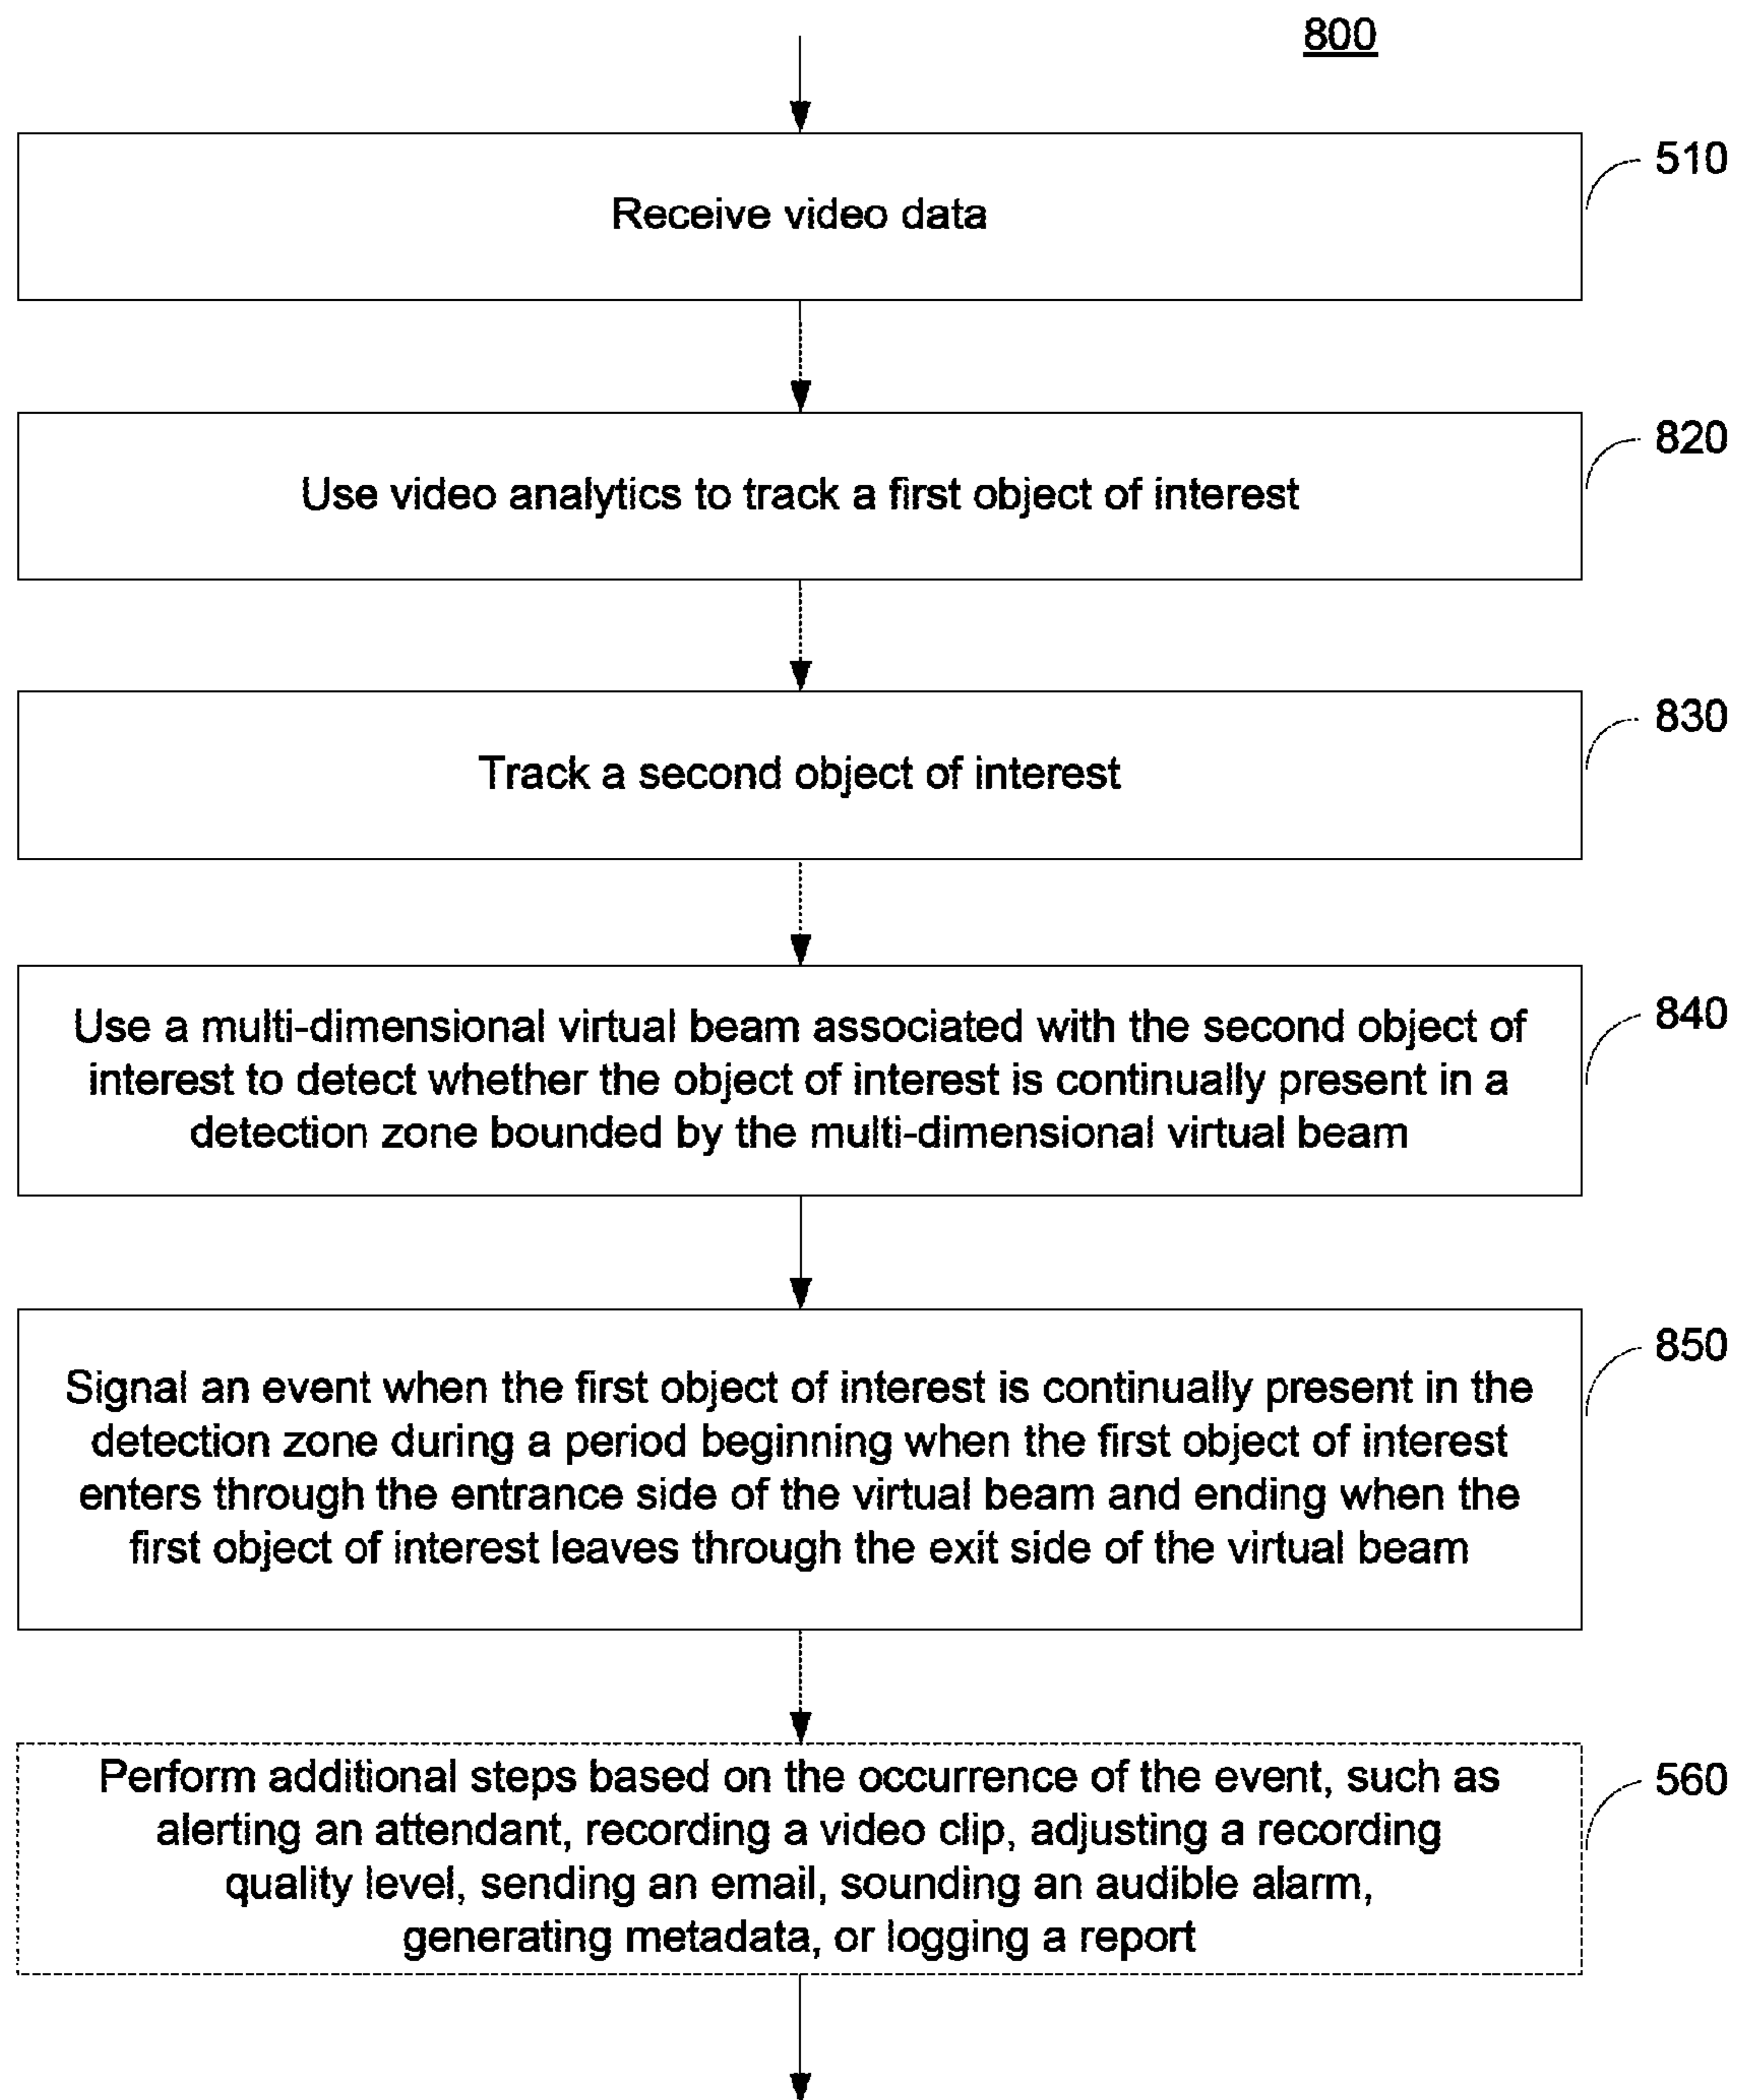 800
Receive video data
510
Use video analytics to track a first object of interest
820
Track a second object of interest
830
Use a multi-dimensional virtual beam associated with the second object of
interest to detect whether the object of interest is continually present in a
detection zone bounded by the multi-dimensional virtual beam
840
Signal an event when the first object of interest is continually present in the
detection zone during a period beginning when the first object of interest
enters through the entrance side of the virtual beam and ending when the
first object of interest leaves through the exit side of the virtual beam
850
Perform additional steps based on the occurrence of the event, such as
alerting an attendant, recording a video clip, adjusting a recording
quality level, sending an email, sounding an audible alarm,
generating metadata, or logging a report
560